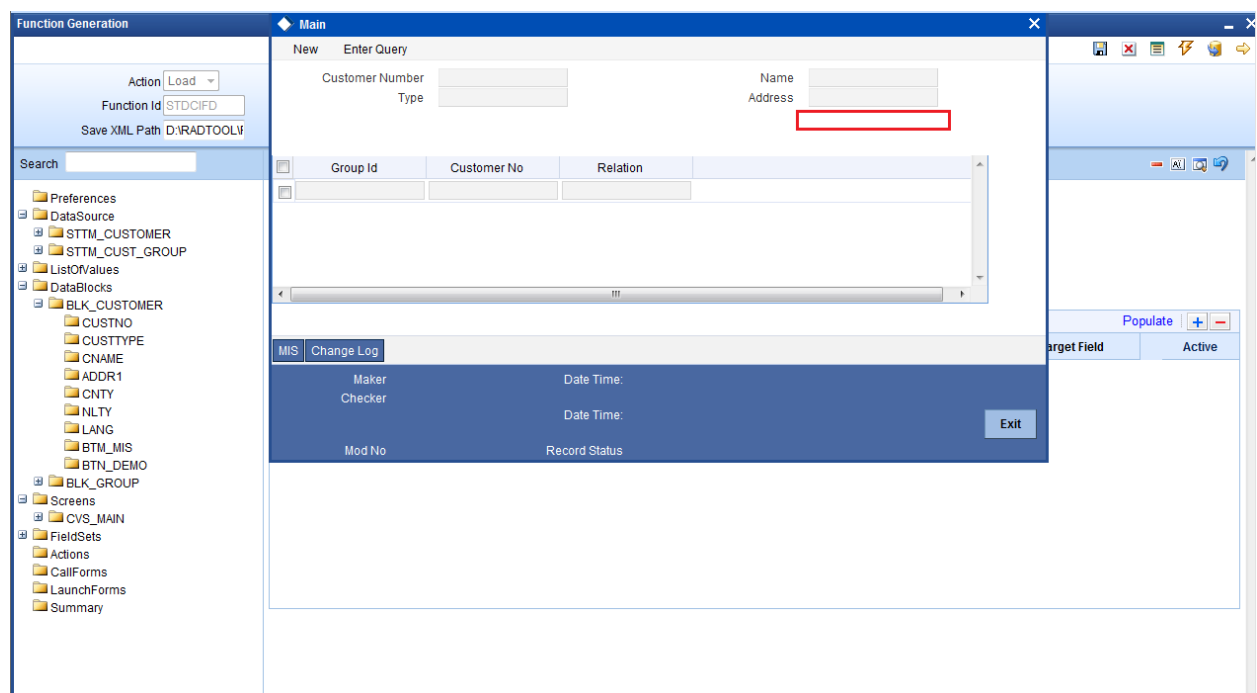 Function Generation
Action Load
Function Id STDCIFD
Save XML Path D:\RADTOOL\
Search
Preferences
DataSource
STTM_CUSTOMER
STTM_CUST_GROUP
ListOfValues
DataBlocks
BLK_CUSTOMER
CUSTNO
CUSTTYPE
CNAME
ADDR1
CNTY
NLTY
LANG
BTM_MIS
BTN_DEMO
BLK_GROUP
Screens
CVS_MAIN
FieldSets
Actions
CallForms
LaunchForms
Summary
Main
New Enter Query
Customer Number Name
Type Address
Group Id Customer No Relation
MIS Change Log
Maker Date Time:
Checker
Date Time:
Exit
Mod No Record Status
Populate
arget Field Active